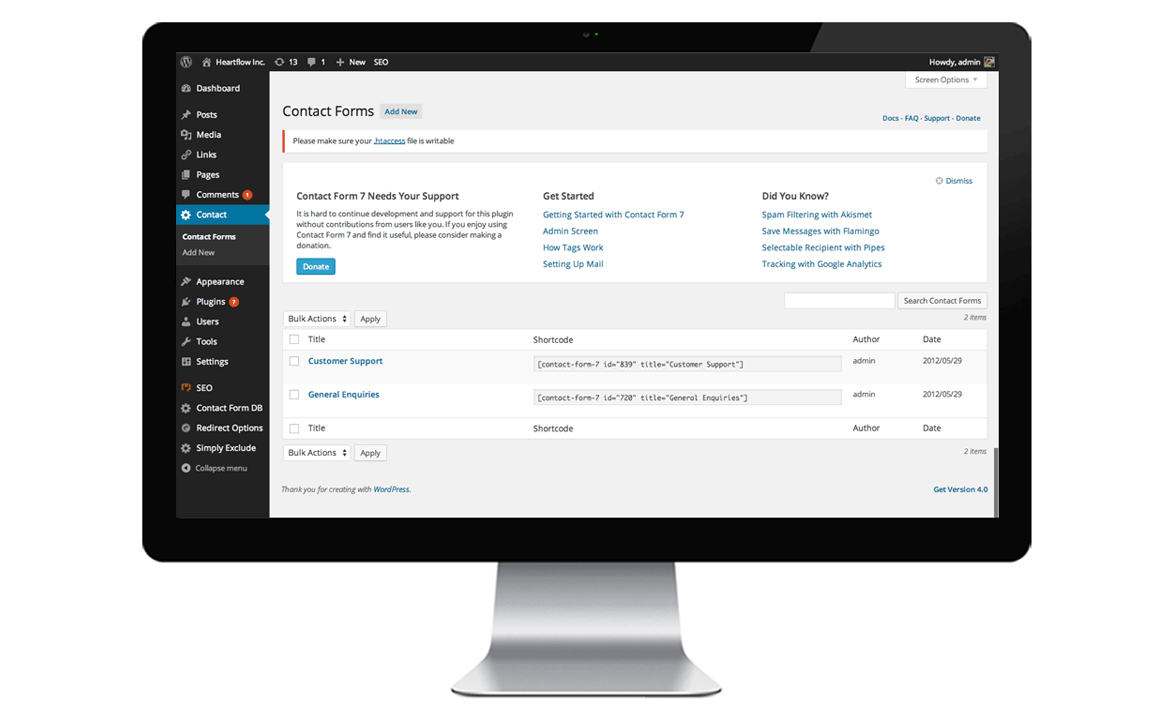 Heartflow Inc. 13 1 New SEO Howdy, admin
Screen Options
Dashboard
Posts
Media
Links
Pages
Comments 1
Contact
Contact Forms
Add New
Appearance
Plugins 7
Users
Tools
Settings
SEO
Contact Form DB
Redirect Options
Simply Exclude
Collapse menu
Contact Forms Add New
Docs - FAQ - Support - Donate
Please make sure your .htaccess file is writable
Dismiss
Contact Form 7 Needs Your Support
It is hard to continue development and support for this plugin
without contributions from users like you. If you enjoy using
Contact Form 7 and find it useful, please consider making a
donation.
Donate
Get Started
Getting Started with Contact Form 7
Admin Screen
How Tags Work
Setting Up Mail
Did You Know?
Spam Filtering with Akismet
Save Messages with Flamingo
Selectable Recipient with Pipes
Tracking with Google Analytics
Search Contact Forms
2 items
Bulk Actions Apply
Title Shortcode Author Date
Customer Support [contact-form-7 id="839" title="Customer Support"] admin 2012/05/29
General Enquiries [contact-form-7 id="720" title="General Enquiries"] admin 2012/05/29
Title Shortcode Author Date
Bulk Actions Apply 2 items
Thank you for creating with WordPress. Get Version 4.0